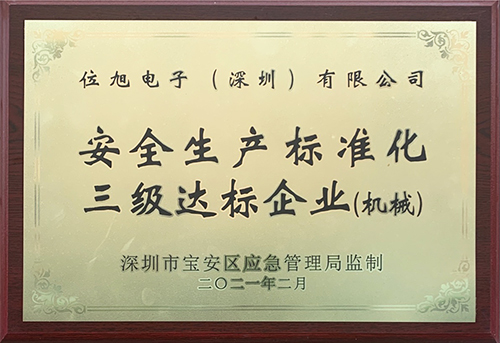 位旭电子（深圳）有限公司
安全生产标准化
三级达标企业(机械)
深圳市宝安区应急管理局监制
二〇二一年二月